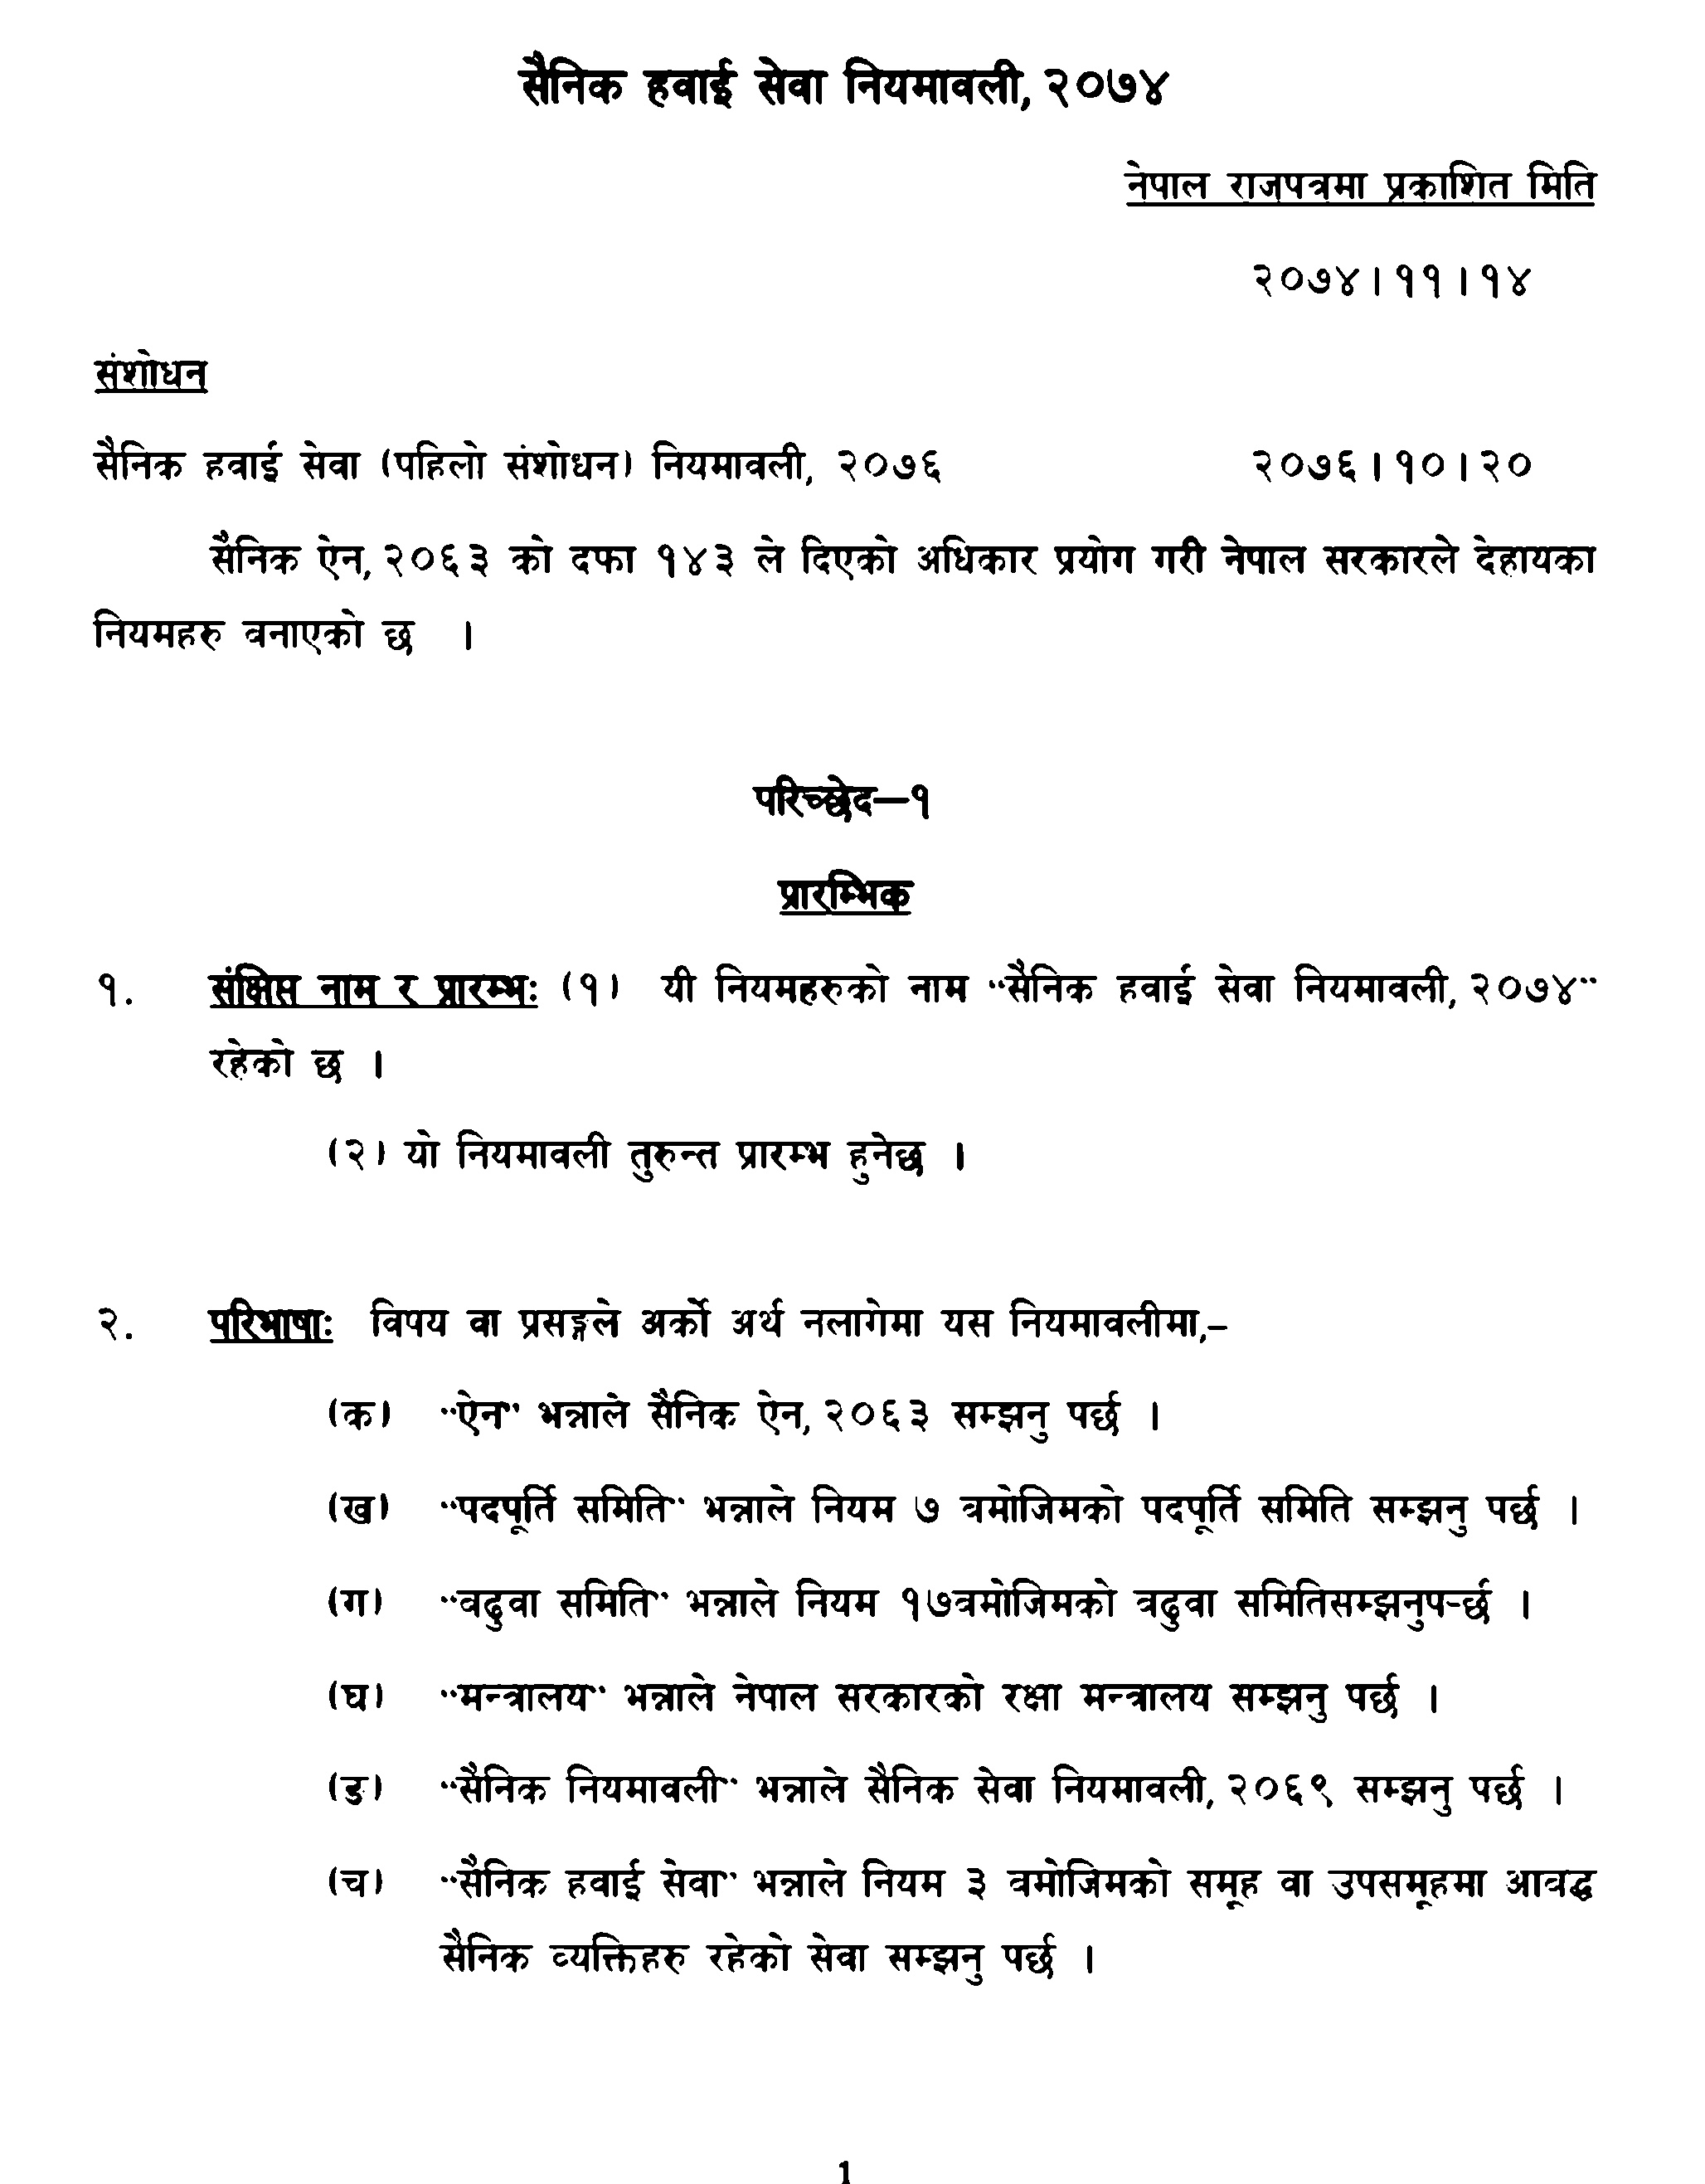 सैनिक हवाई सेवा नियमावली, २०७४
नेपाल राजपत्रमा प्रकाशित मिति
२०७४।११।१४
संशोधन
सैनिक हवाई सेवा (पहिलो संशोधन) नियमावली, २०७६ २०७६।१०।२०
सैनिक ऐन, २०६३ को दफा १४३ ले दिएको अधिकार प्रयोग गरी नेपाल सरकारले देहायका
नियमहरु बनाएको छ ।
परिच्छेद–१
प्रारम्भिक
१. संक्षिप्त नाम र प्रारम्भः (१) यी नियमहरुको नाम "सैनिक हवाई सेवा नियमावली, २०७४"
रहेको छ ।
(२) यो नियमावली तुरुन्त प्रारम्भ हुनेछ ।
२. परिभाषाः विषय वा प्रसङ्गले अर्को अर्थ नलागेमा यस नियमावलीमा,–
(क) "ऐन" भन्नाले सैनिक ऐन, २०६३ सम्झनु पर्छ ।
(ख) "पदपूर्ति समिति" भन्नाले नियम ७ बमोजिमको पदपूर्ति समिति सम्झनु पर्छ ।
(ग) "बढुवा समिति" भन्नाले नियम १७बमोजिमको बढुवा समितिसम्झनुप-र्छ ।
(घ) "मन्त्रालय" भन्नाले नेपाल सरकारको रक्षा मन्त्रालय सम्झनु पर्छ ।
(ङ) "सैनिक नियमावली" भन्नाले सैनिक सेवा नियमावली, २०६९ सम्झनु पर्छ ।
(च) "सैनिक हवाई सेवा" भन्नाले नियम ३ बमोजिमको समूह वा उपसमूहमा आबद्ध
सैनिक व्यक्तिहरु रहेको सेवा सम्झनु पर्छ ।
1